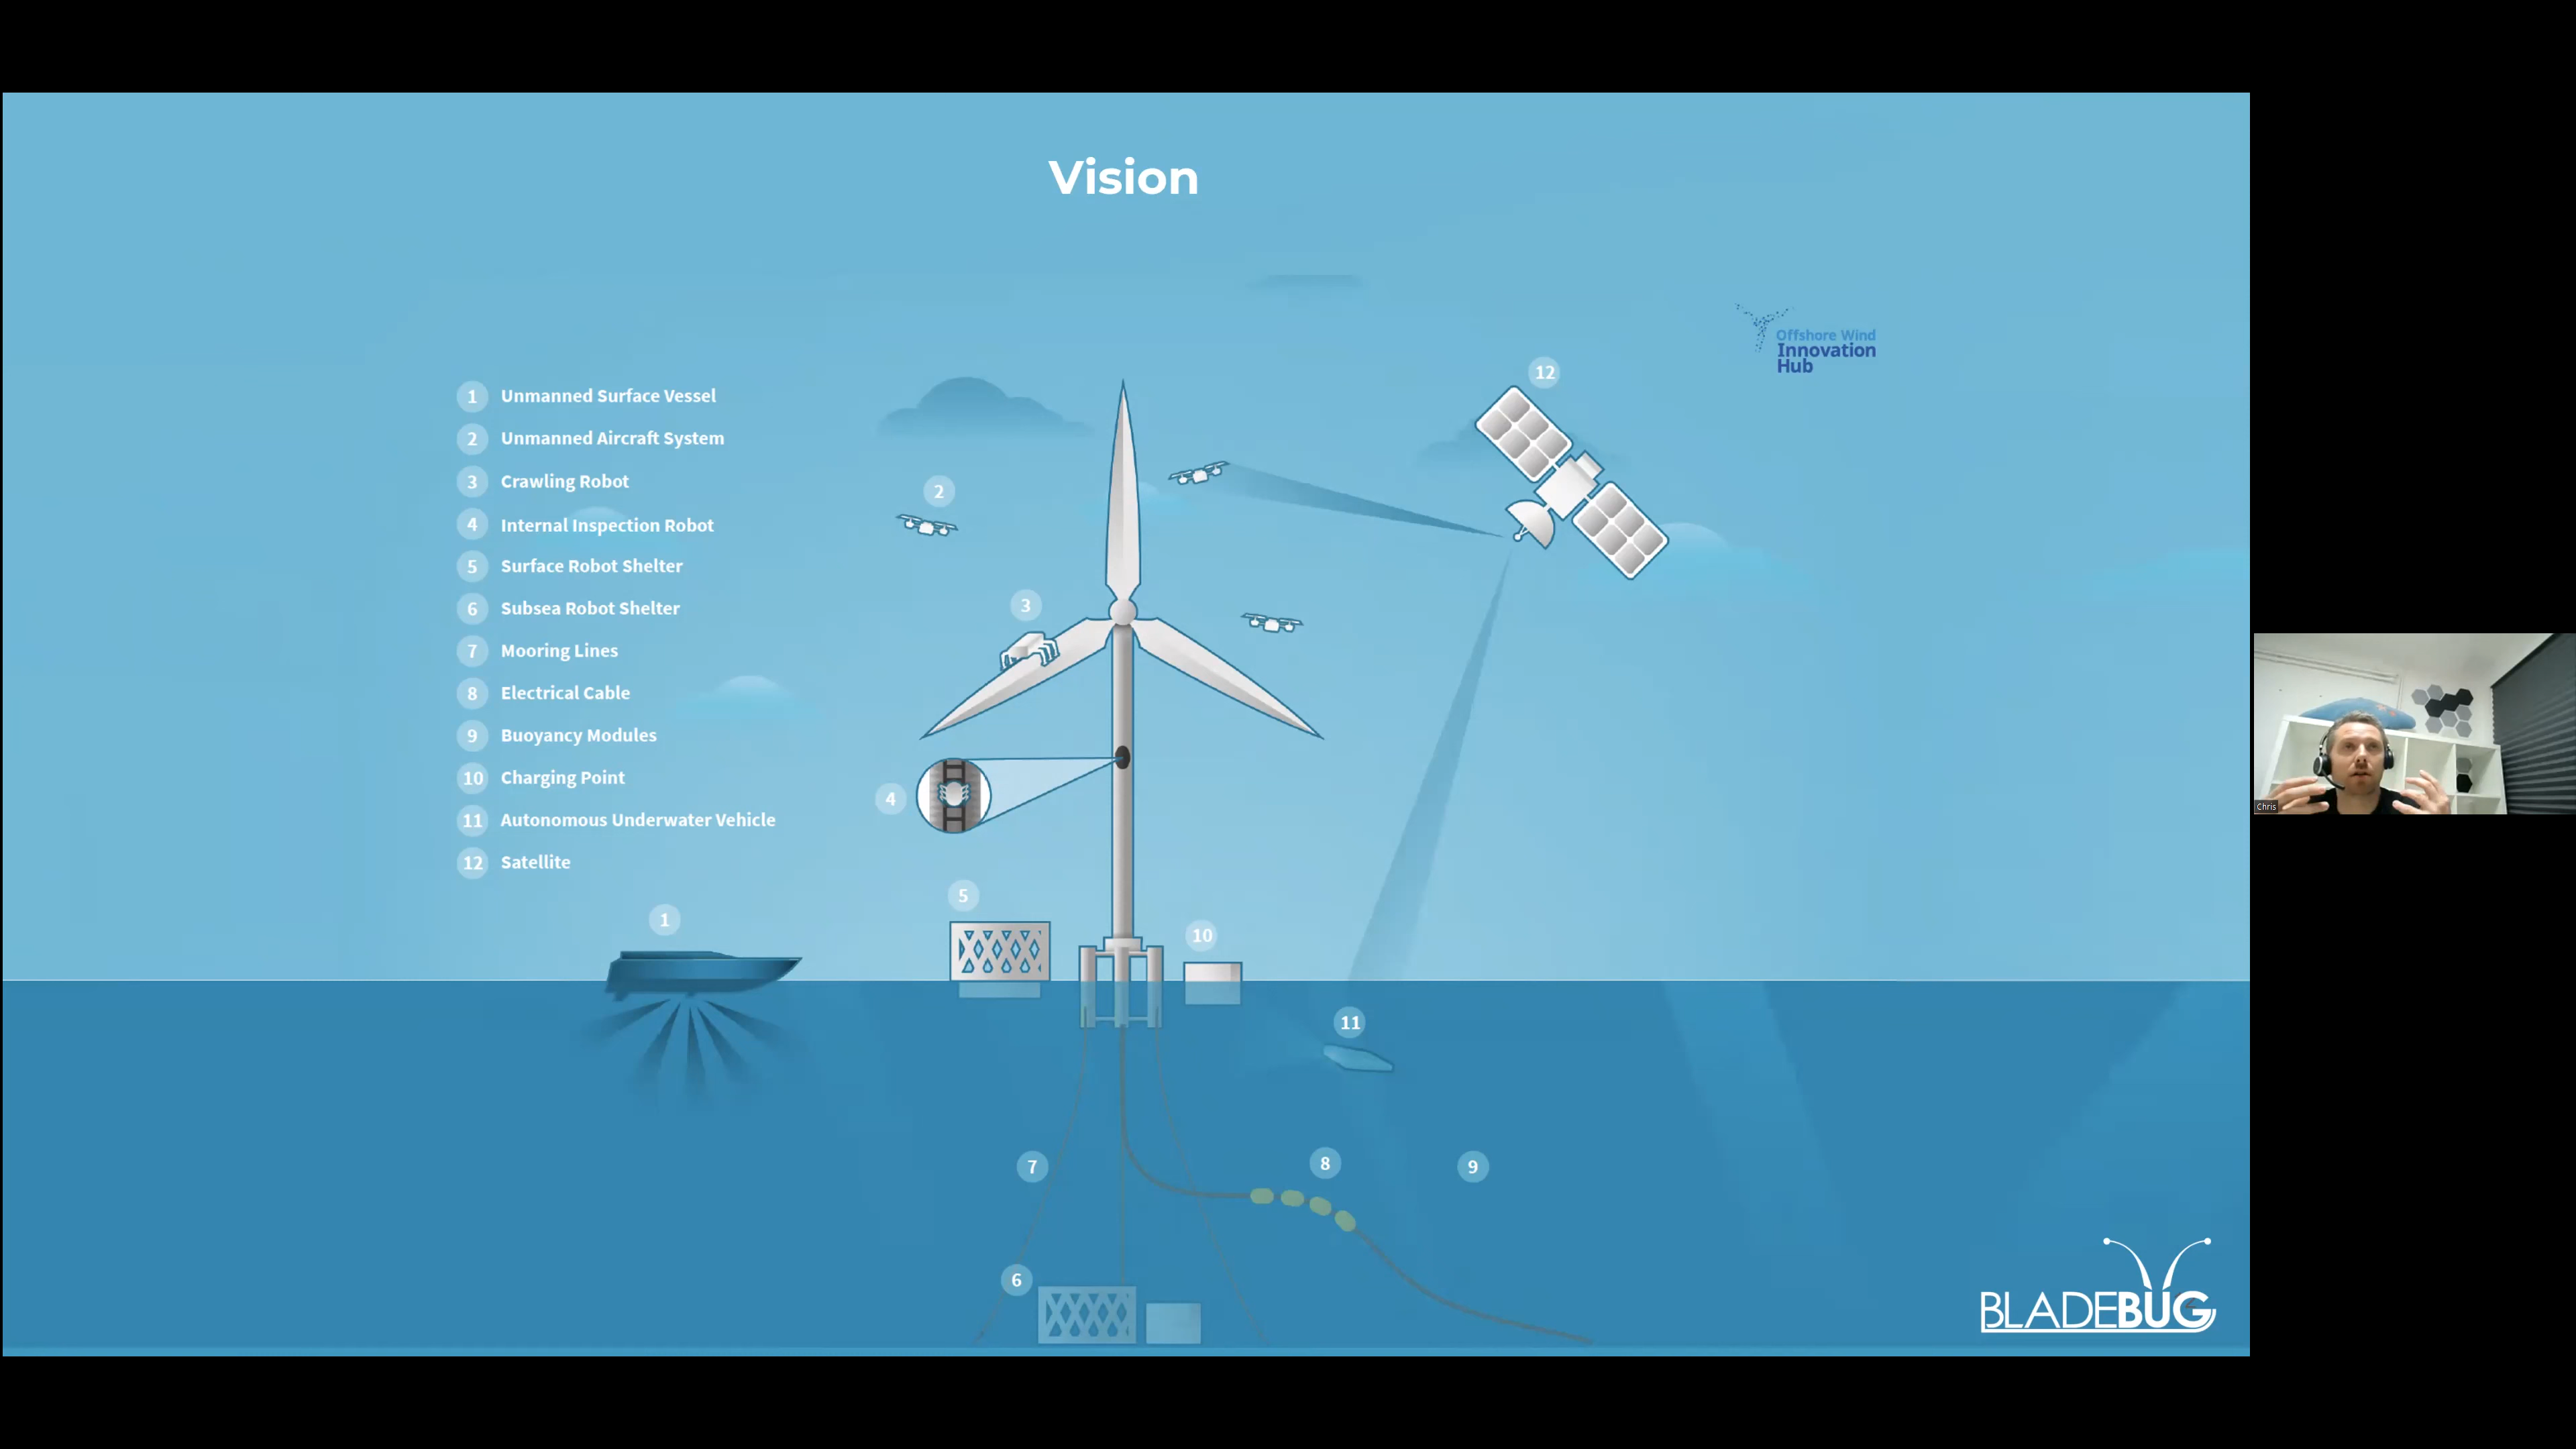 Vision
Offshore Wind
Innovation
Hub
1 Unmanned Surface Vessel
2 Unmanned Aircraft System
3 Crawling Robot
4 Internal Inspection Robot
5 Surface Robot Shelter
6 Subsea Robot Shelter
7 Mooring Lines
8 Electrical Cable
9 Buoyancy Modules
10 Charging Point
11 Autonomous Underwater Vehicle
12 Satellite
12
2
3
4
5
1
10
11
7
8
9
6
BLADEBUG
Chris